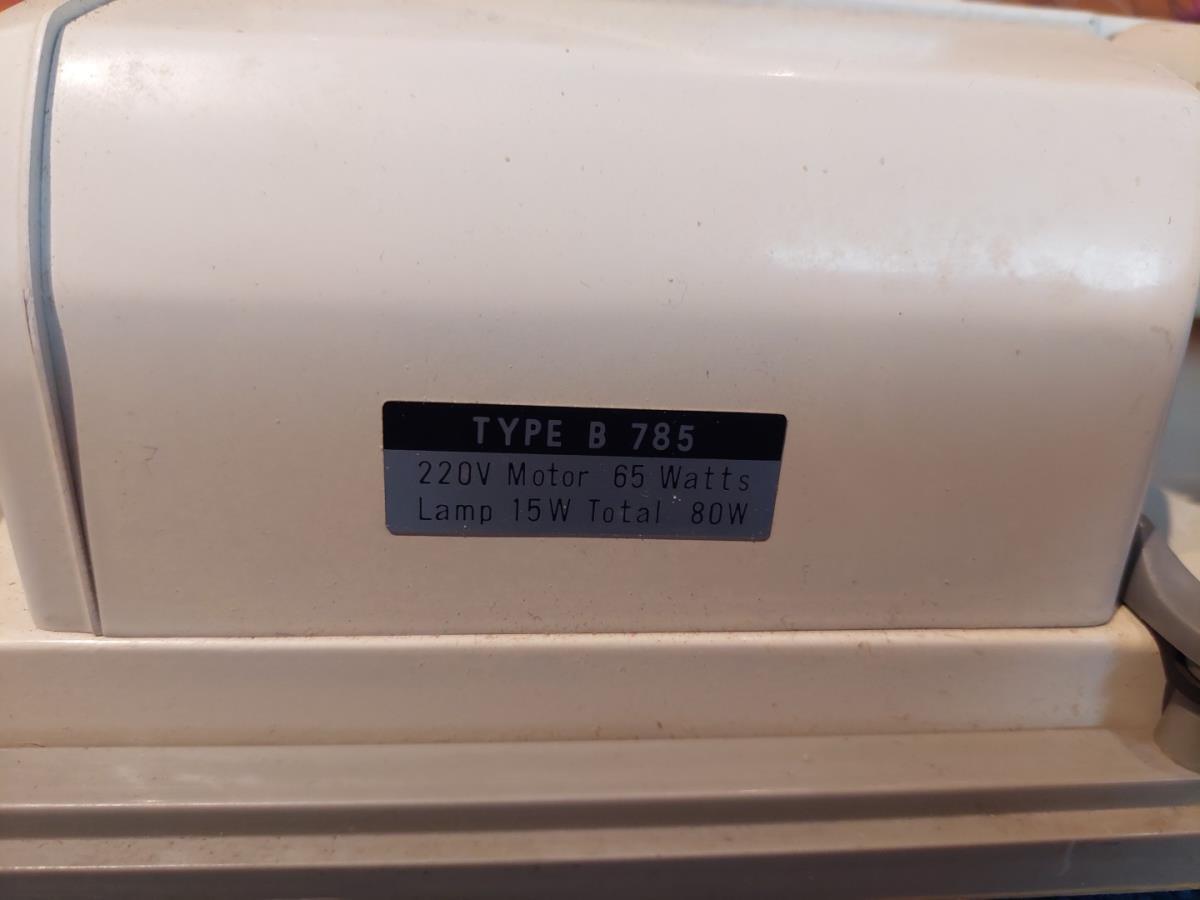 TYPE B 785
220V Motor 65 Watts
Lamp 15W Total 80W